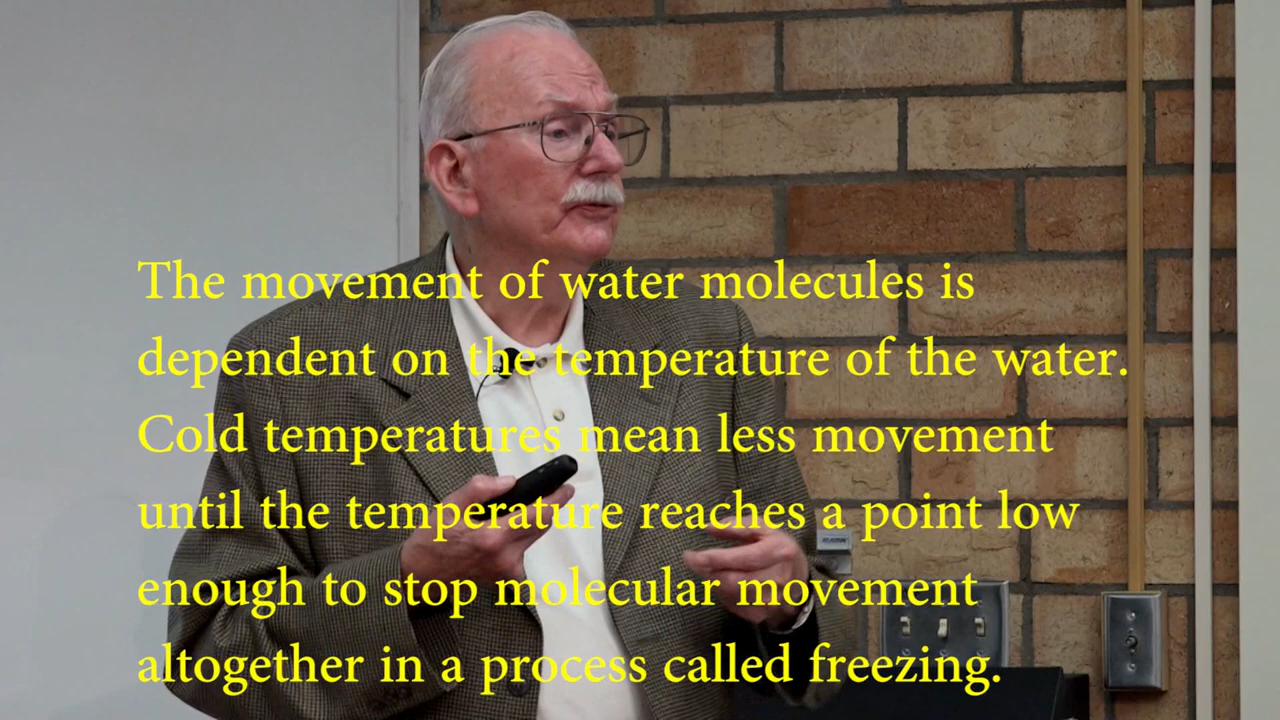 The movement of water molecules is
dependent on the temperature of the water.
Cold temperatures mean less movement
until the temperature reaches a point low
enough to stop molecular movement
altogether in a process called freezing.